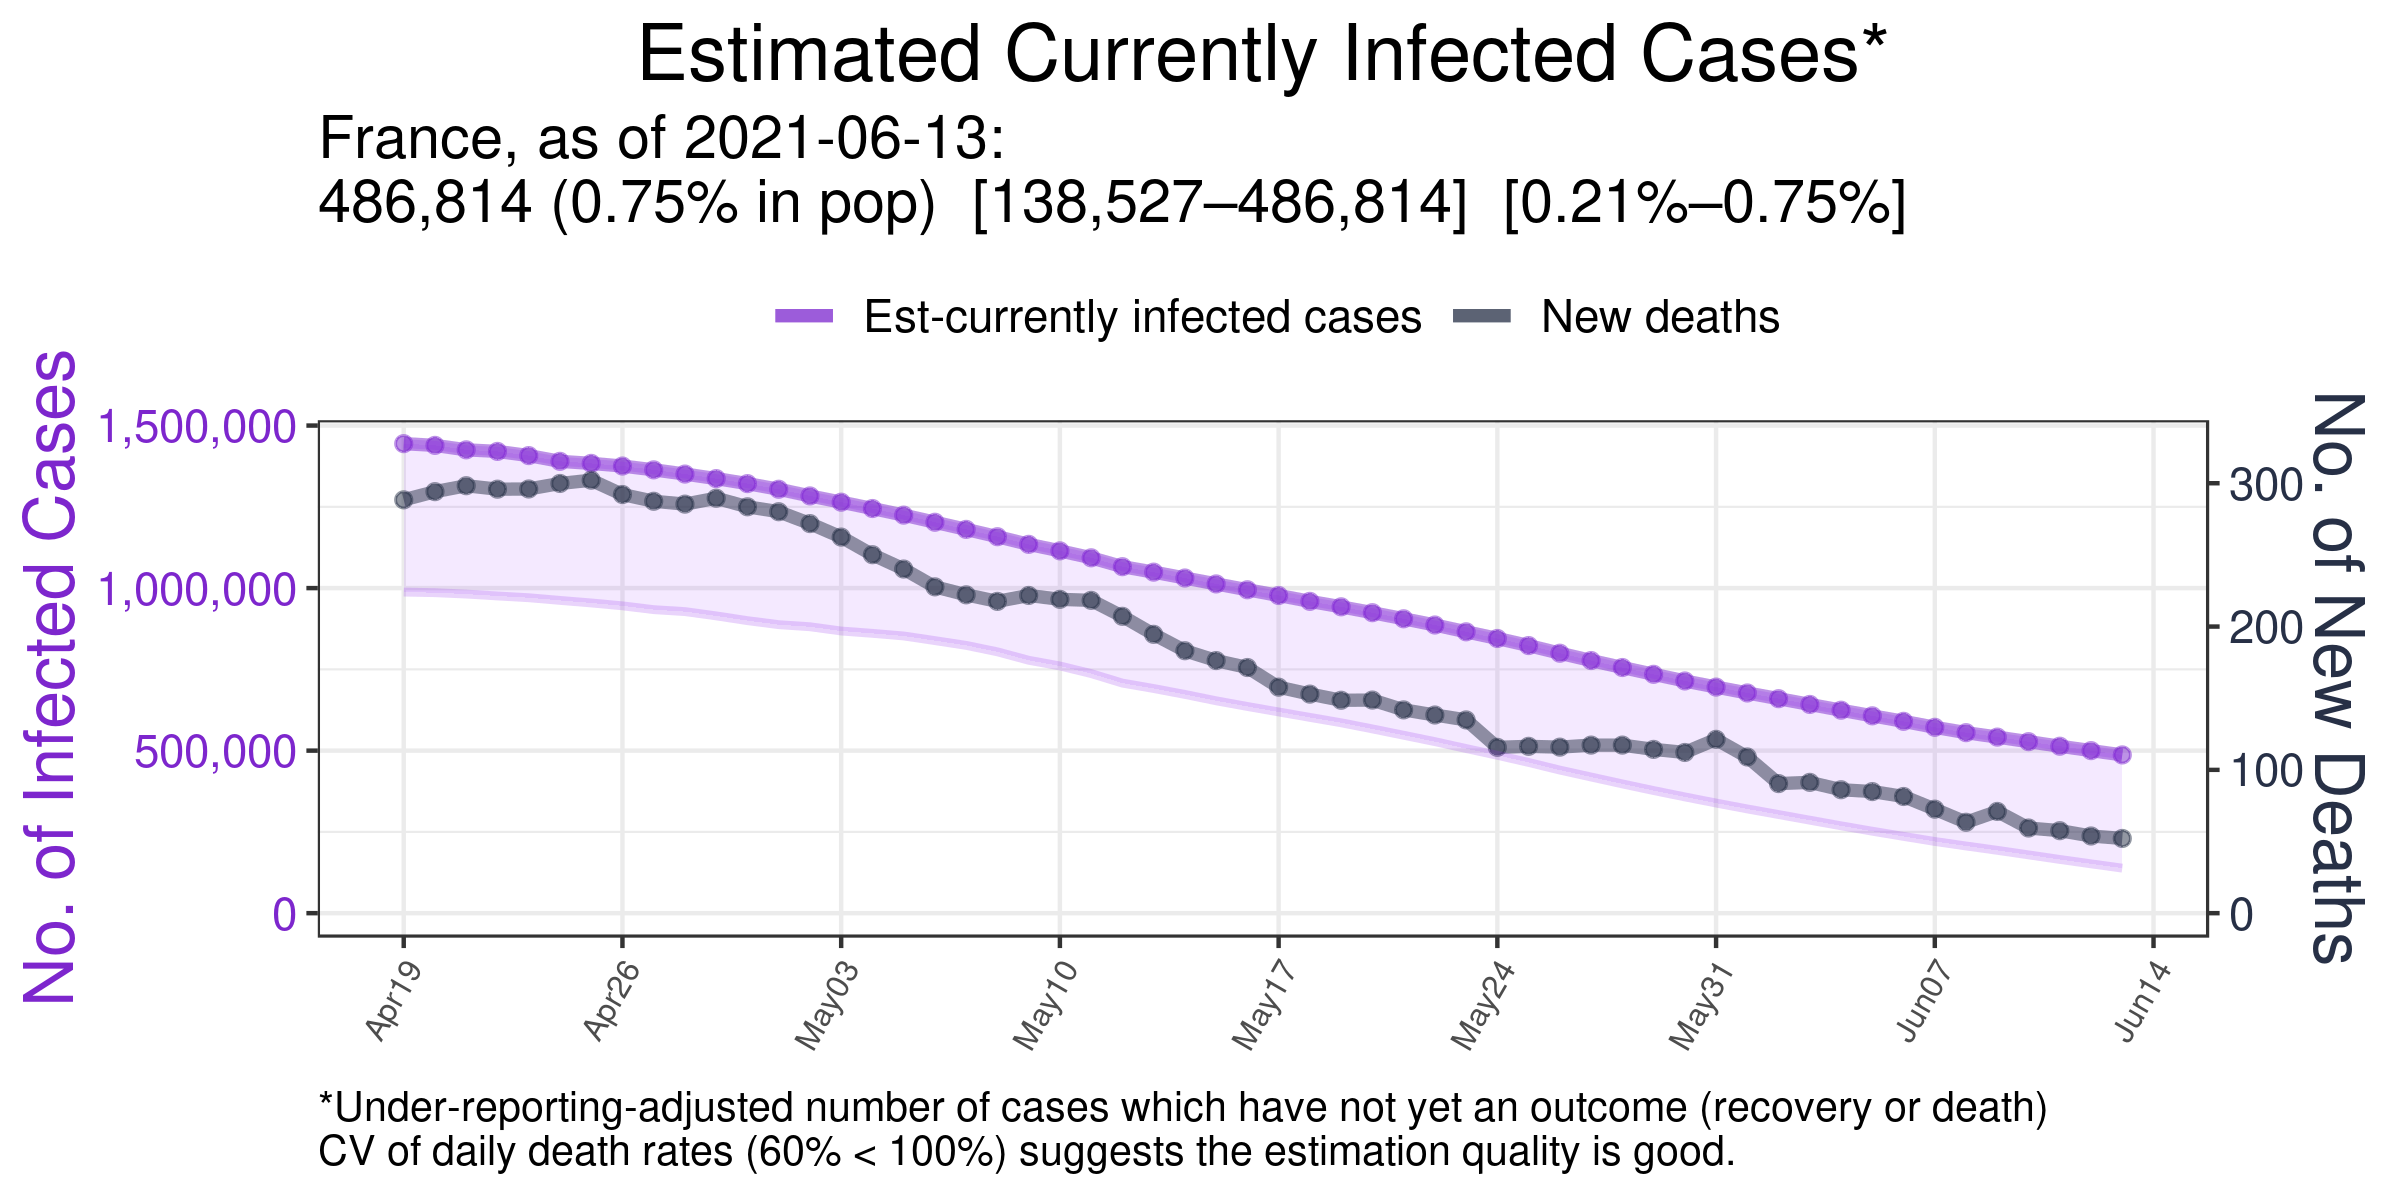 Estimated Currently Infected Cases*
France, as of 2021-06-13:
486,814 (0.75% in pop)  [138,527–486,814]  [0.21%–0.75%]
Est-currently infected cases
New deaths
No. of Infected Cases
1,500,000
1,000,000
500,000
0
300
200
100
0
No. of New Deaths
Apr19
Apr26
May03
May10
May17
May24
May31
Jun07
Jun14
*Under-reporting-adjusted number of cases which have not yet an outcome (recovery or death)
CV of daily death rates (60% < 100%) suggests the estimation quality is good.